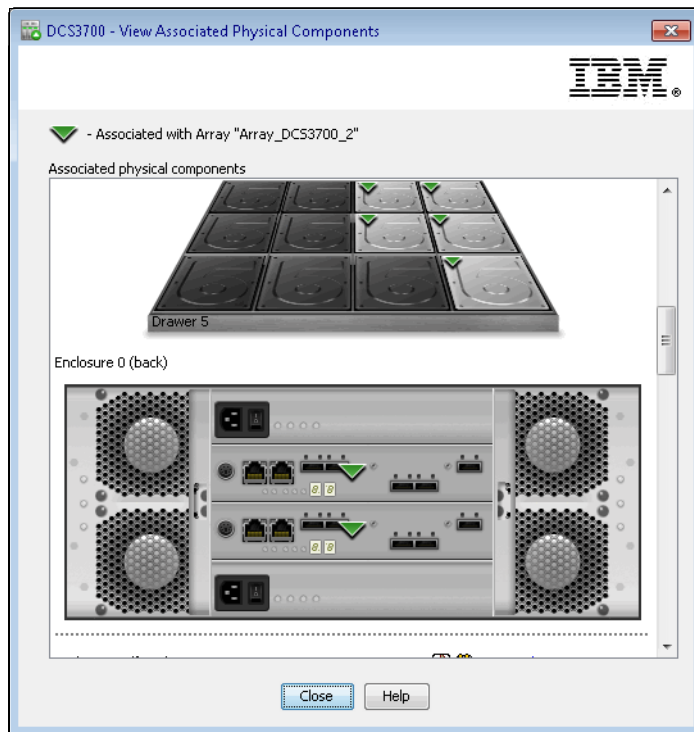 DCS3700 - View Associated Physical Components
IBM®
- Associated with Array "Array_DCS3700_2"
Associated physical components
Drawer 5
Enclosure 0 (back)
Close
Help